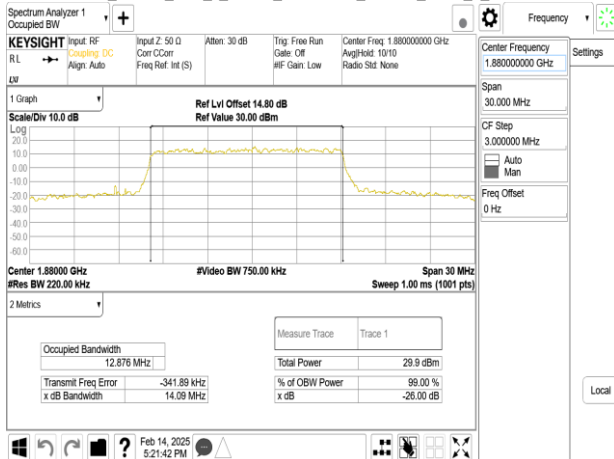 Spectrum Analyzer 1
Occupied BW
Frequency
KEYSIGHT
Input: RF
Coupling: DC
Align: Auto
Input Z: 50 Ω
Corr CCorr
Freq Ref: Int (S)
Atten: 30 dB
Trig: Free Run
Gate: Off
#IF Gain: Low
Center Freq: 1.880000000 GHz
Avg|Hold: 10/10
Radio Std: None
RL
LXI
Center Frequency
1.880000000 GHz
Settings
Span
30.000 MHz
CF Step
3.000000 MHz
Auto
Man
Freq Offset
0 Hz
Local
1 Graph
Scale/Div 10.0 dB
Ref Lvl Offset 14.80 dB
Ref Value 30.00 dBm
Log
20.0
10.0
0.00
-10.0
-20.0
-30.0
-40.0
-50.0
-60.0
Center 1.88000 GHz
#Video BW 750.00 kHz
Span 30 MHz
#Res BW 220.00 kHz
Sweep 1.00 ms (1001 pts)
2 Metrics
Measure Trace
Trace 1
Occupied Bandwidth
12.876 MHz
Total Power
29.9 dBm
Transmit Freq Error
-341.89 kHz
% of OBW Power
99.00 %
x dB Bandwidth
14.09 MHz
x dB
-26.00 dB
?
Feb 14, 2025
5:21:42 PM